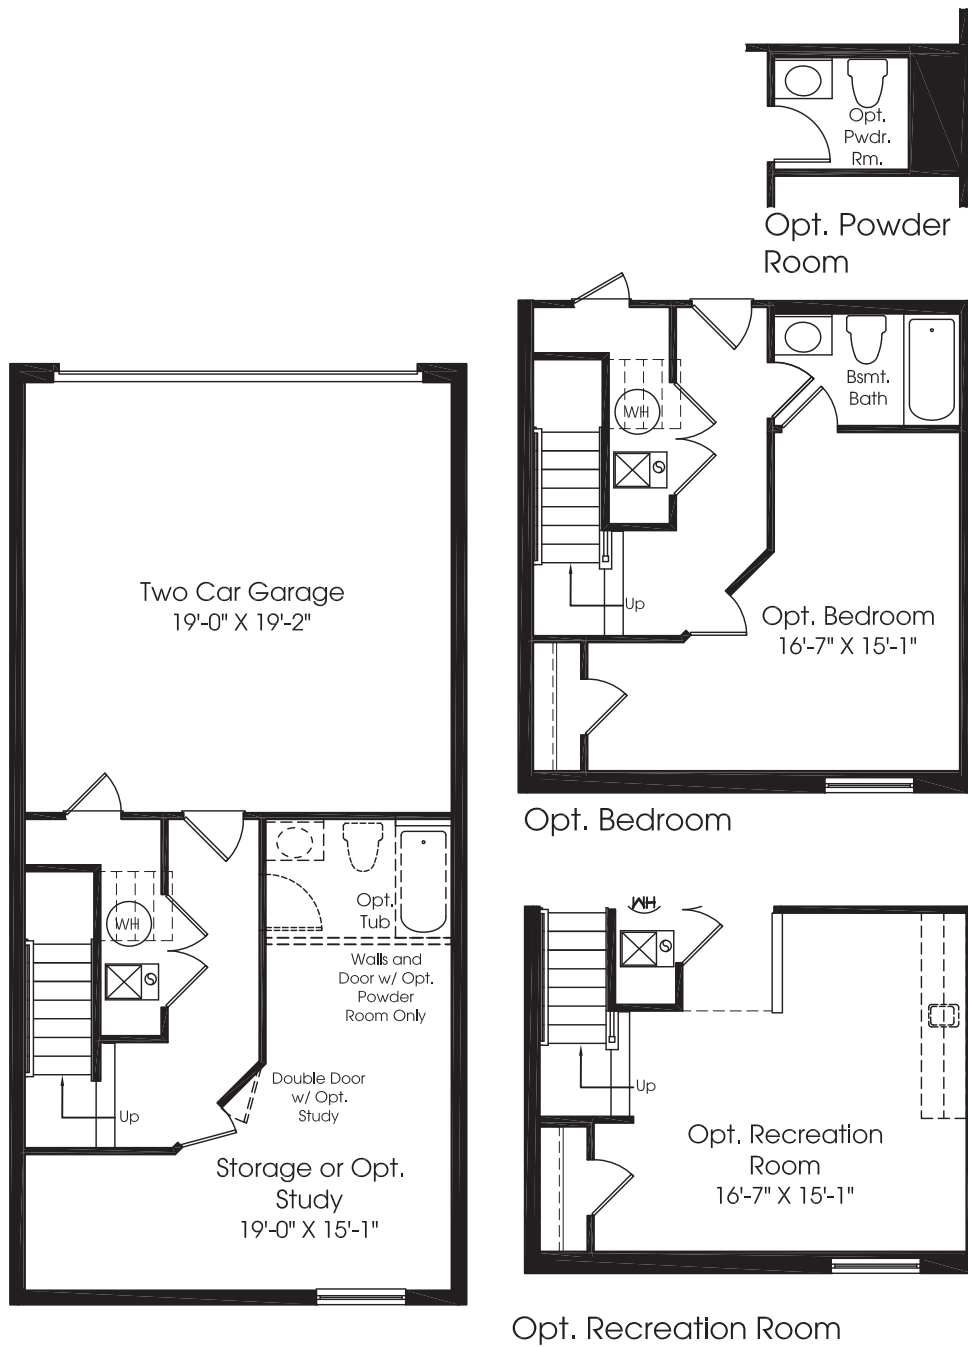 Opt.
Pwdr.
Rm.
Opt. Powder
Room
Bsmt.
Bath
WH
Up
Opt. Bedroom
16'-7" X 15'-1"
Opt. Bedroom
Two Car Garage
19'-0" X 19'-2"
Opt.
Tub
WH
Walls and
Door w/ Opt.
Powder
Room Only
Double Door
w/ Opt.
Study
Up
Storage or Opt.
Study
19'-0" X 15'-1"
WH
Up
Opt. Recreation
Room
16'-7" X 15'-1"
Opt. Recreation Room